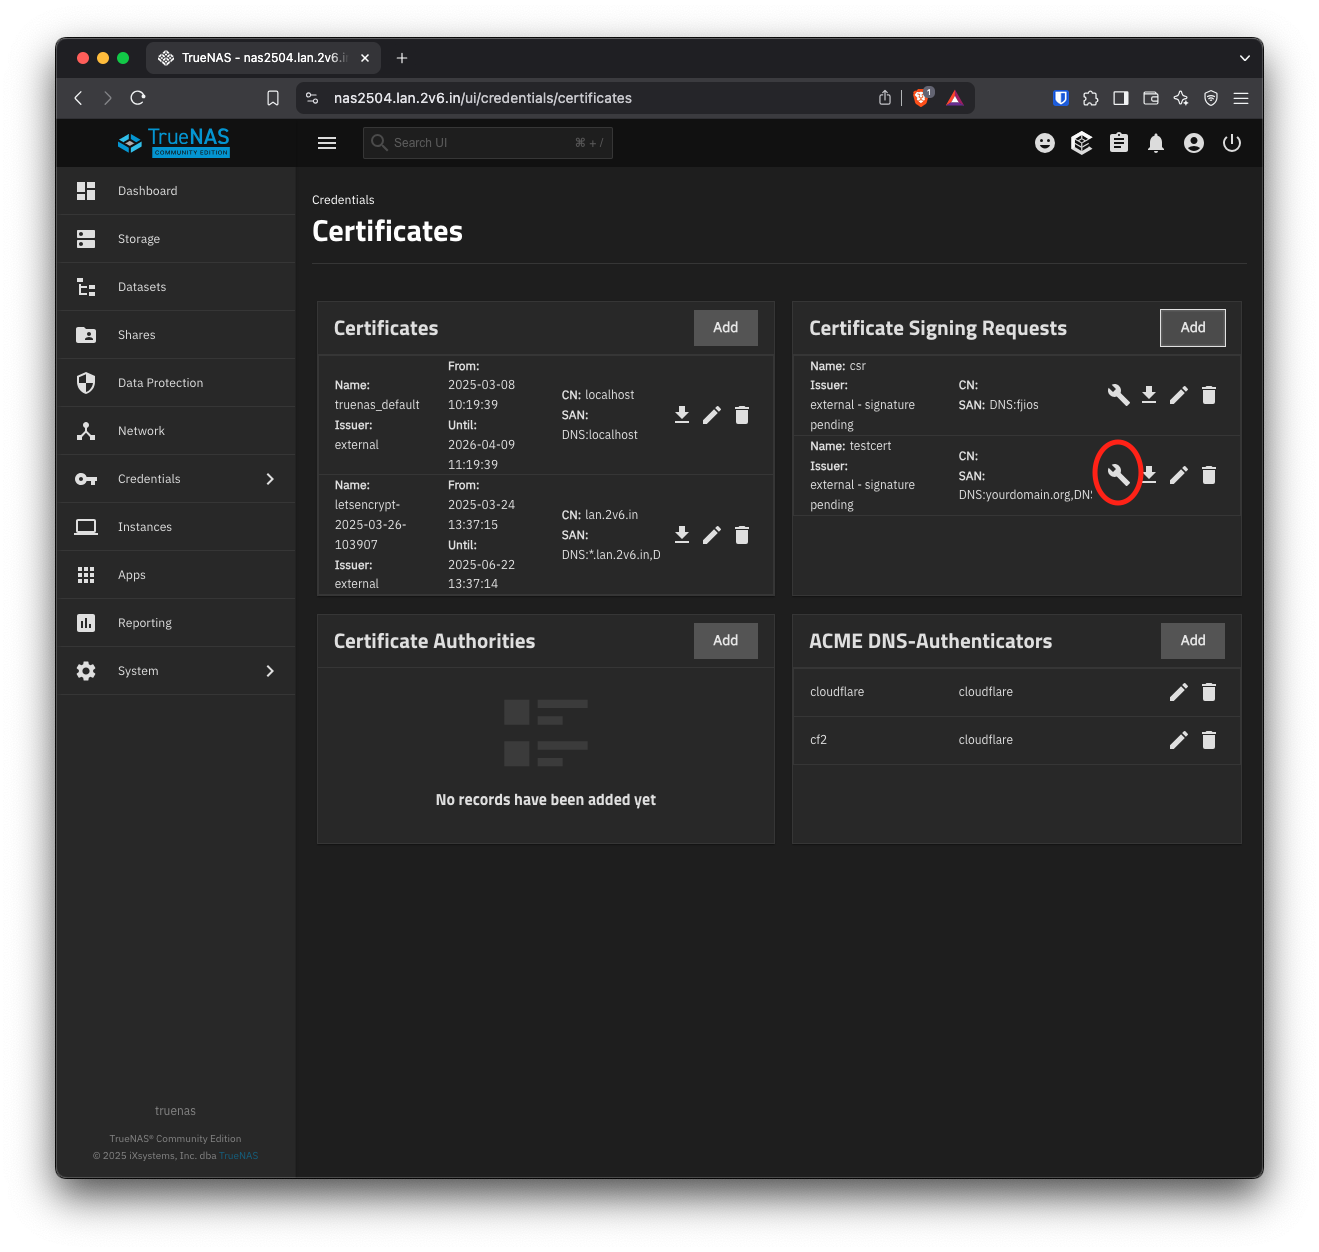 TrueNAS - nas2504.lan.2v6.i
nas2504.lan.2v6.in/ui/credentials/certificates
1
TrueNAS
COMMUNITY EDITION
Search UI
⌘ + /
Dashboard
Storage
Datasets
Shares
Data Protection
Network
Credentials
Instances
Apps
Reporting
System
truenas
TrueNAS® Community Edition
© 2025 iXsystems, Inc. dba TrueNAS
Credentials
Certificates
Certificates
Add
Name:
truenas_default
Issuer:
external
From:
2025-03-08
10:19:39
Until:
2026-04-09
11:19:39
CN: localhost
SAN:
DNS:localhost
Name:
letsencrypt-
2025-03-26-
103907
Issuer:
external
From:
2025-03-24
13:37:15
Until:
2025-06-22
13:37:14
CN: lan.2v6.in
SAN:
DNS:*.lan.2v6.in,D
Certificate Signing Requests
Add
Name: csr
Issuer:
external - signature
pending
CN:
SAN: DNS:fjios
Name: testcert
Issuer:
external - signature
pending
CN:
SAN:
DNS:yourdomain.org,DNS
Certificate Authorities
Add
No records have been added yet
ACME DNS-Authenticators
Add
cloudflare cloudflare
cf2 cloudflare